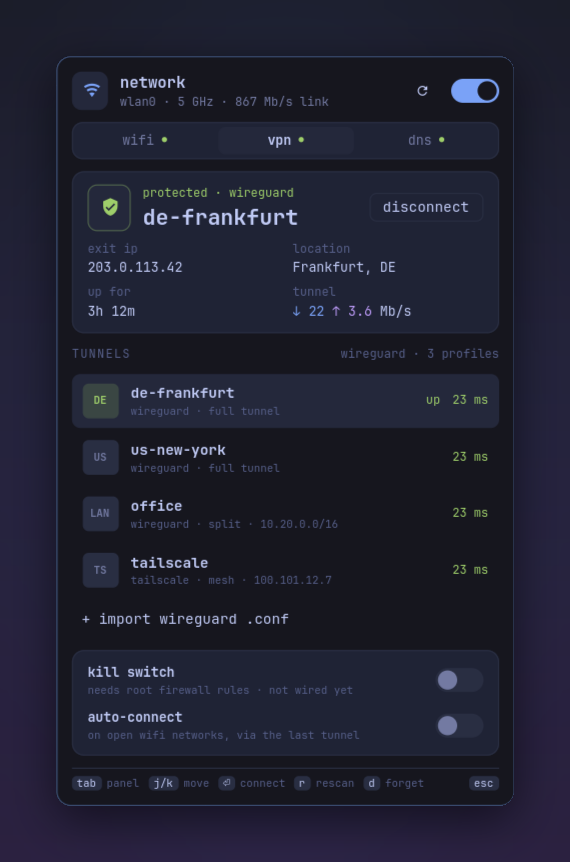 network
wlan0 · 5 GHz · 867 Mb/s link
wifi vpn dns
protected · wireguard
de-frankfurt
disconnect
exit ip location
203.0.113.42 Frankfurt, DE
up for tunnel
3h 12m ↓ 22 ↑ 3.6 Mb/s
TUNNELS wireguard · 3 profiles
DE de-frankfurt up 23 ms
wireguard · full tunnel
US us-new-york 23 ms
wireguard · full tunnel
LAN office 23 ms
wireguard · split · 10.20.0.0/16
TS tailscale 23 ms
tailscale · mesh · 100.101.12.7
+ import wireguard .conf
kill switch
needs root firewall rules · not wired yet
auto-connect
on open wifi networks, via the last tunnel
tab panel j/k move ⏎ connect r rescan d forget esc